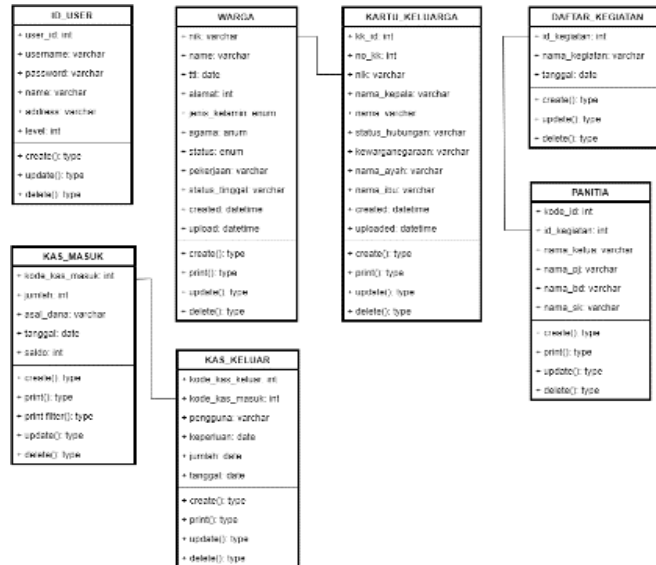 ID_USER
+ user_id: int
+ username: varchar
+ password: varchar
+ name: varchar
+ address: varchar
+ level: int
+ create(): type
+ update(): type
+ delete(): type
WARGA
- nik: varchar
+ name: varchar
+ ttl: date
+ alamat: int
- jenis_kelamin: enum
+ agama: enum
+ status: enum
+ pekerjaan: varchar
- status_tinggal: varchar
- created: datetime
+ upload: datetime
- create(): type
+ print(): type
- update(): type
+ delete(): type
KARTU_KELUARGA
+ kk_id: int
+ no_kk: int
+ nik: varchar
+ nama_kepala: varchar
- nama: varchar
+ status_hubungan: varchar
+ kewarganegaraan: varchar
+ nama_ayah: varchar
+ nama_ibu: varchar
+ created: datetime
+ uploaded: datetime
+ create(): type
+ print(): type
+ update(): type
+ delete(): type
DAFTAR_KEGIATAN
- id_kegiatan: int
+ nama_kegiatan: varchar
+ tanggal: date
+ create(): type
- update(): type
+ delete(): type
PANITIA
+ kode_id: int
+ id_kegiatan: int
- nama_ketua: varchar
+ nama_pj: varchar
+ nama_bd: varchar
+ nama_sk: varchar
- create(): type
+ print(): type
+ update(): type
+ delete(): type
KAS_MASUK
+ kode_kas_masuk: int
+ jumlah: int
+ asal_dana: varchar
+ tanggal: date
+ saldo: int
- create(): type
+ print(): type
+ print filter(): type
+ update(): type
+ delete(): type
KAS_KELUAR
+ kode_kas_keluar: int
+ kode_kas_masuk: int
+ pengguna: varchar
+ keperluan: date
+ jumlah: date
+ tanggal: date
+ create(): type
+ print(): type
+ update(): type
+ delete(): type